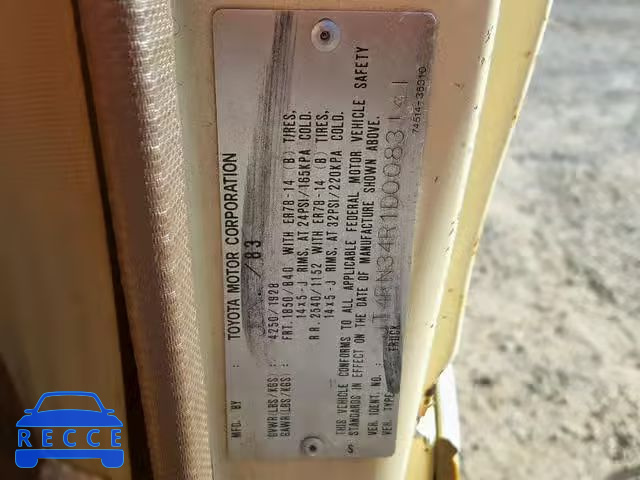 MFD. BY : TOYOTA MOTOR CORPORATION
/83
GVWR(LBS/KGS) : 4250/1928
GAWR(LBS/KGS) : FRT. 1850/840 WITH ER78-14 (B) TIRES,
14×5-J RIMS, AT 24PSI/165KPA COLD.
RR. 2540/1152 WITH ER78-14 (B) TIRES,
14×5-J RIMS, AT 32PSI/220KPA COLD.
THIS VEHICLE CONFORMS TO ALL APPLICABLE FEDERAL MOTOR VEHICLE SAFETY
STANDARDS IN EFFECT ON THE DATE OF MANUFACTURE SHOWN ABOVE.
VEH. IDENT. NO. :
VEH. TYPE : TRUCK
S
RECCE